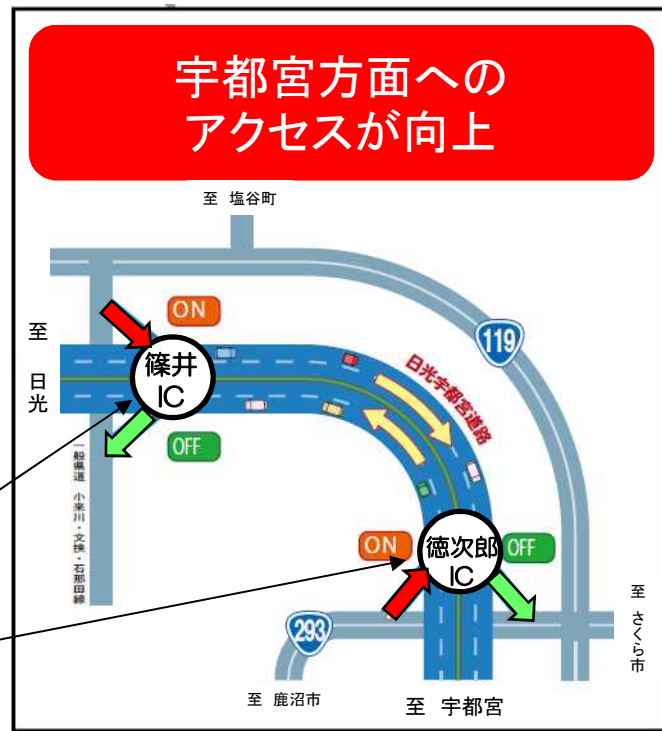 宇都宮方面への
アクセスが向上
至 塩谷町
ON
119
至 日光
篠井
IC
日光宇都宮道路
OFF
一般県道 小来川・文挟・石那田線
ON
徳次郎
IC
OFF
293
至 さくら市
至 鹿沼市
至 宇都宮